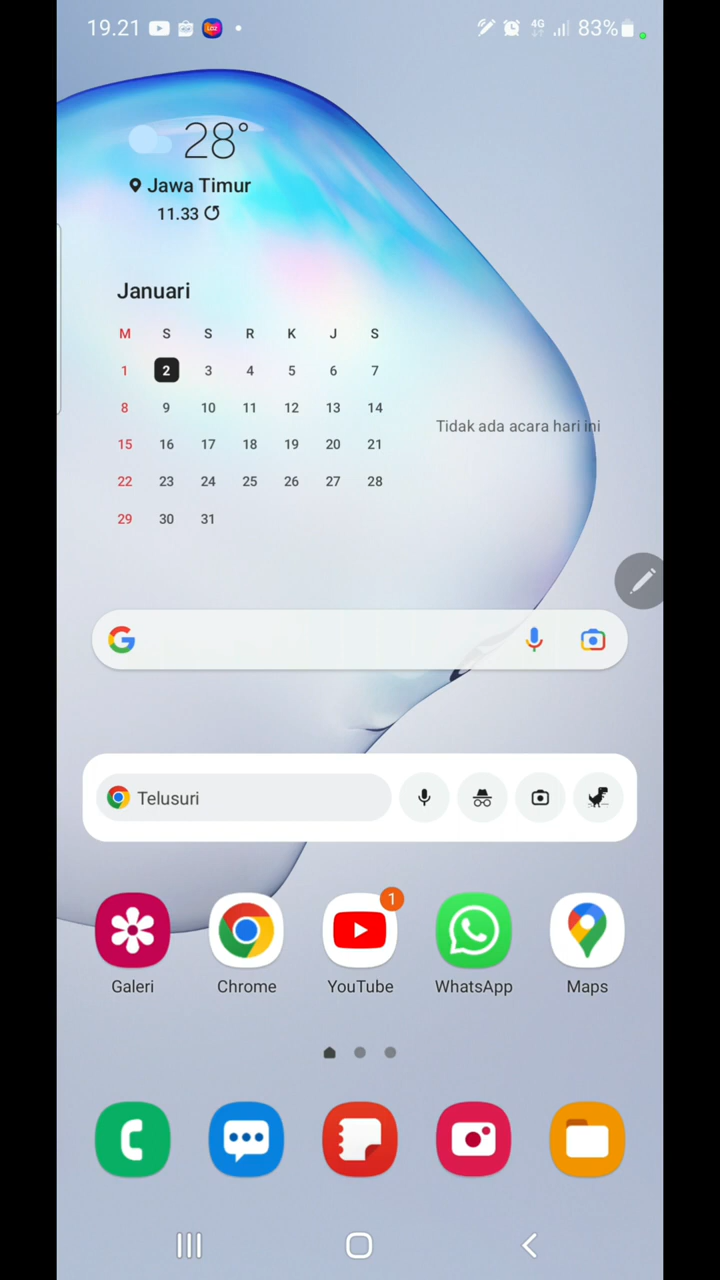 19.21 Laz 4G 83%
28°
Jawa Timur
11.33
Januari
M S S R K J S
1 2 3 4 5 6 7
8 9 10 11 12 13 14
Tidak ada acara hari ini
15 16 17 18 19 20 21
22 23 24 25 26 27 28
29 30 31
Telusuri
1
Galeri Chrome YouTube WhatsApp Maps